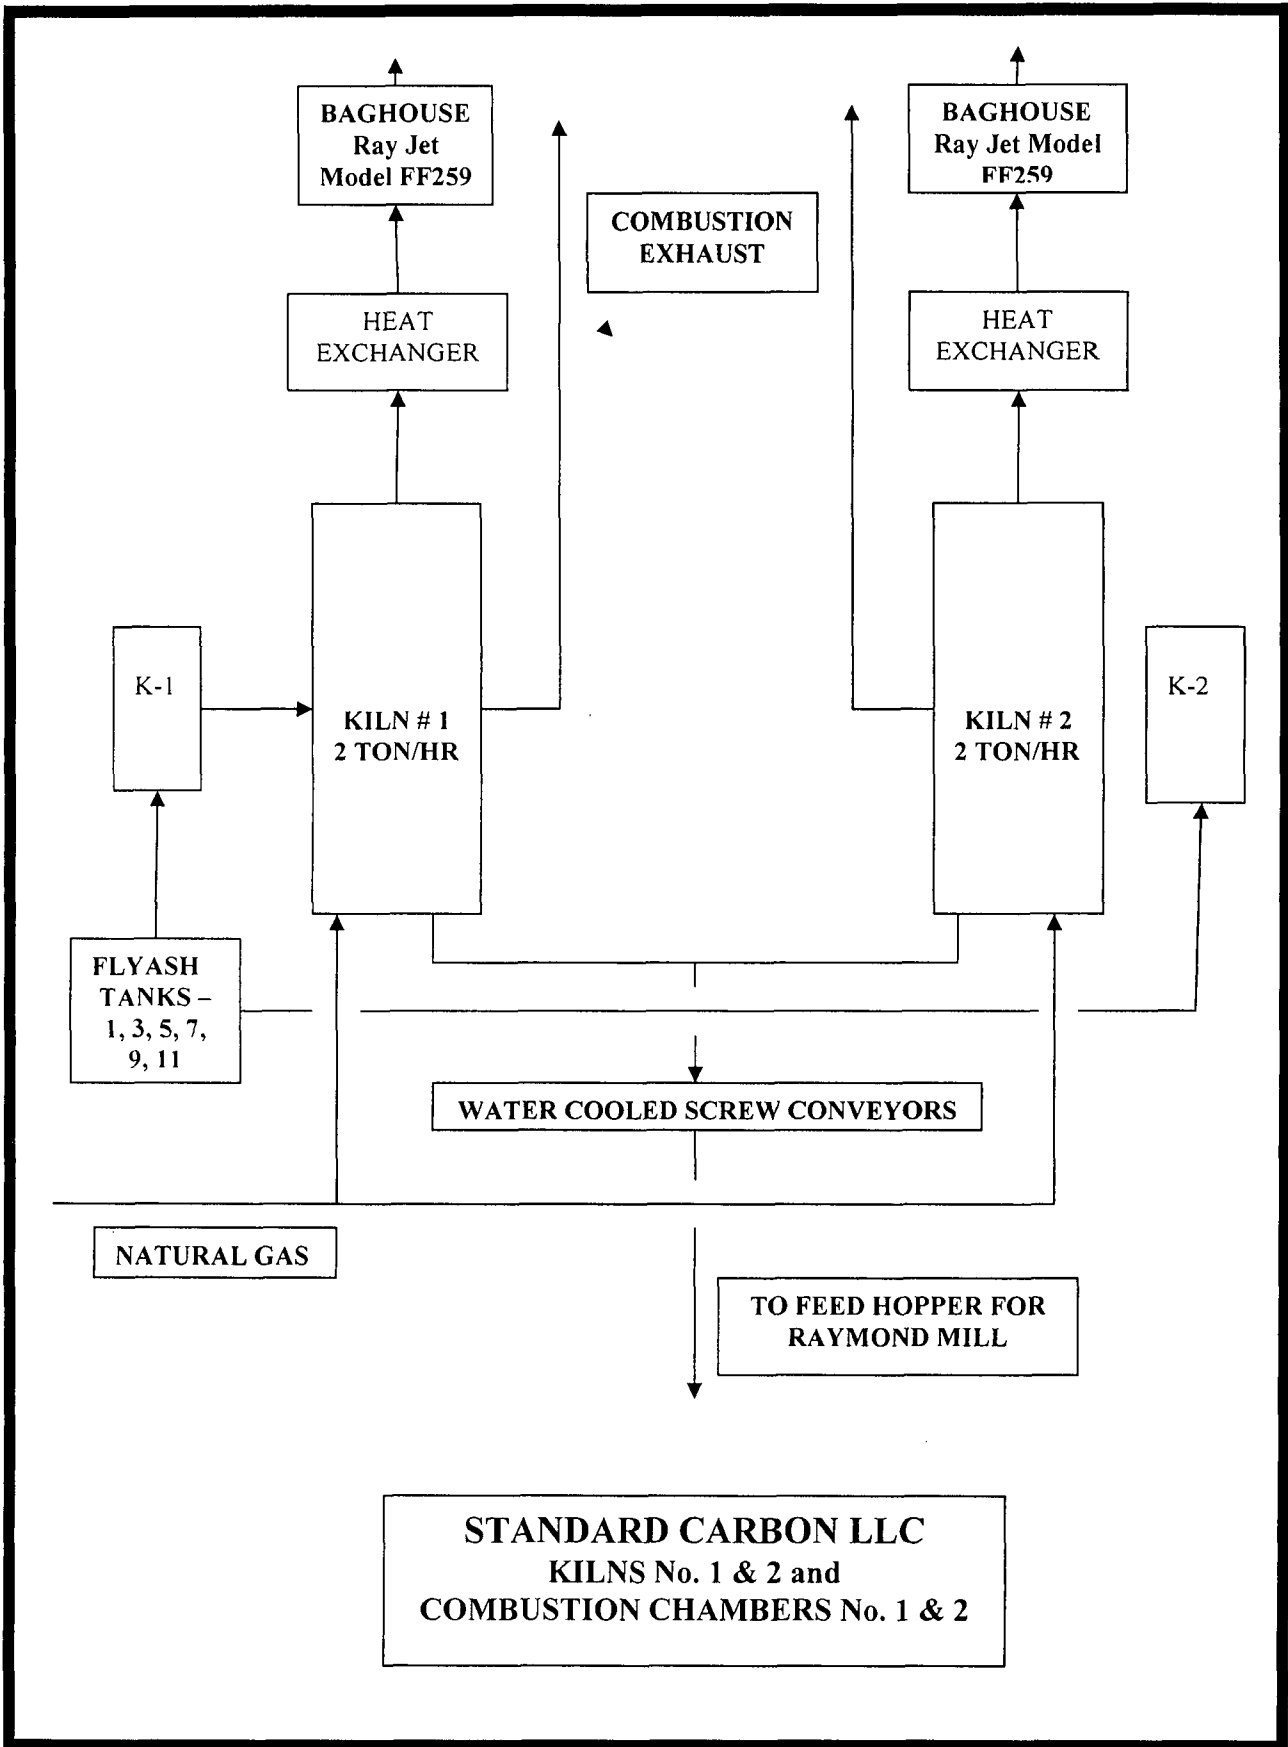 BAGHOUSE
Ray Jet
Model FF259
BAGHOUSE
Ray Jet Model
FF259
COMBUSTION
EXHAUST
HEAT
EXCHANGER
HEAT
EXCHANGER
K-1
KILN # 1
2 TON/HR
KILN # 2
2 TON/HR
K-2
FLYASH
TANKS –
1, 3, 5, 7,
9, 11
WATER COOLED SCREW CONVEYORS
NATURAL GAS
TO FEED HOPPER FOR
RAYMOND MILL
STANDARD CARBON LLC
KILNS No. 1 & 2 and
COMBUSTION CHAMBERS No. 1 & 2